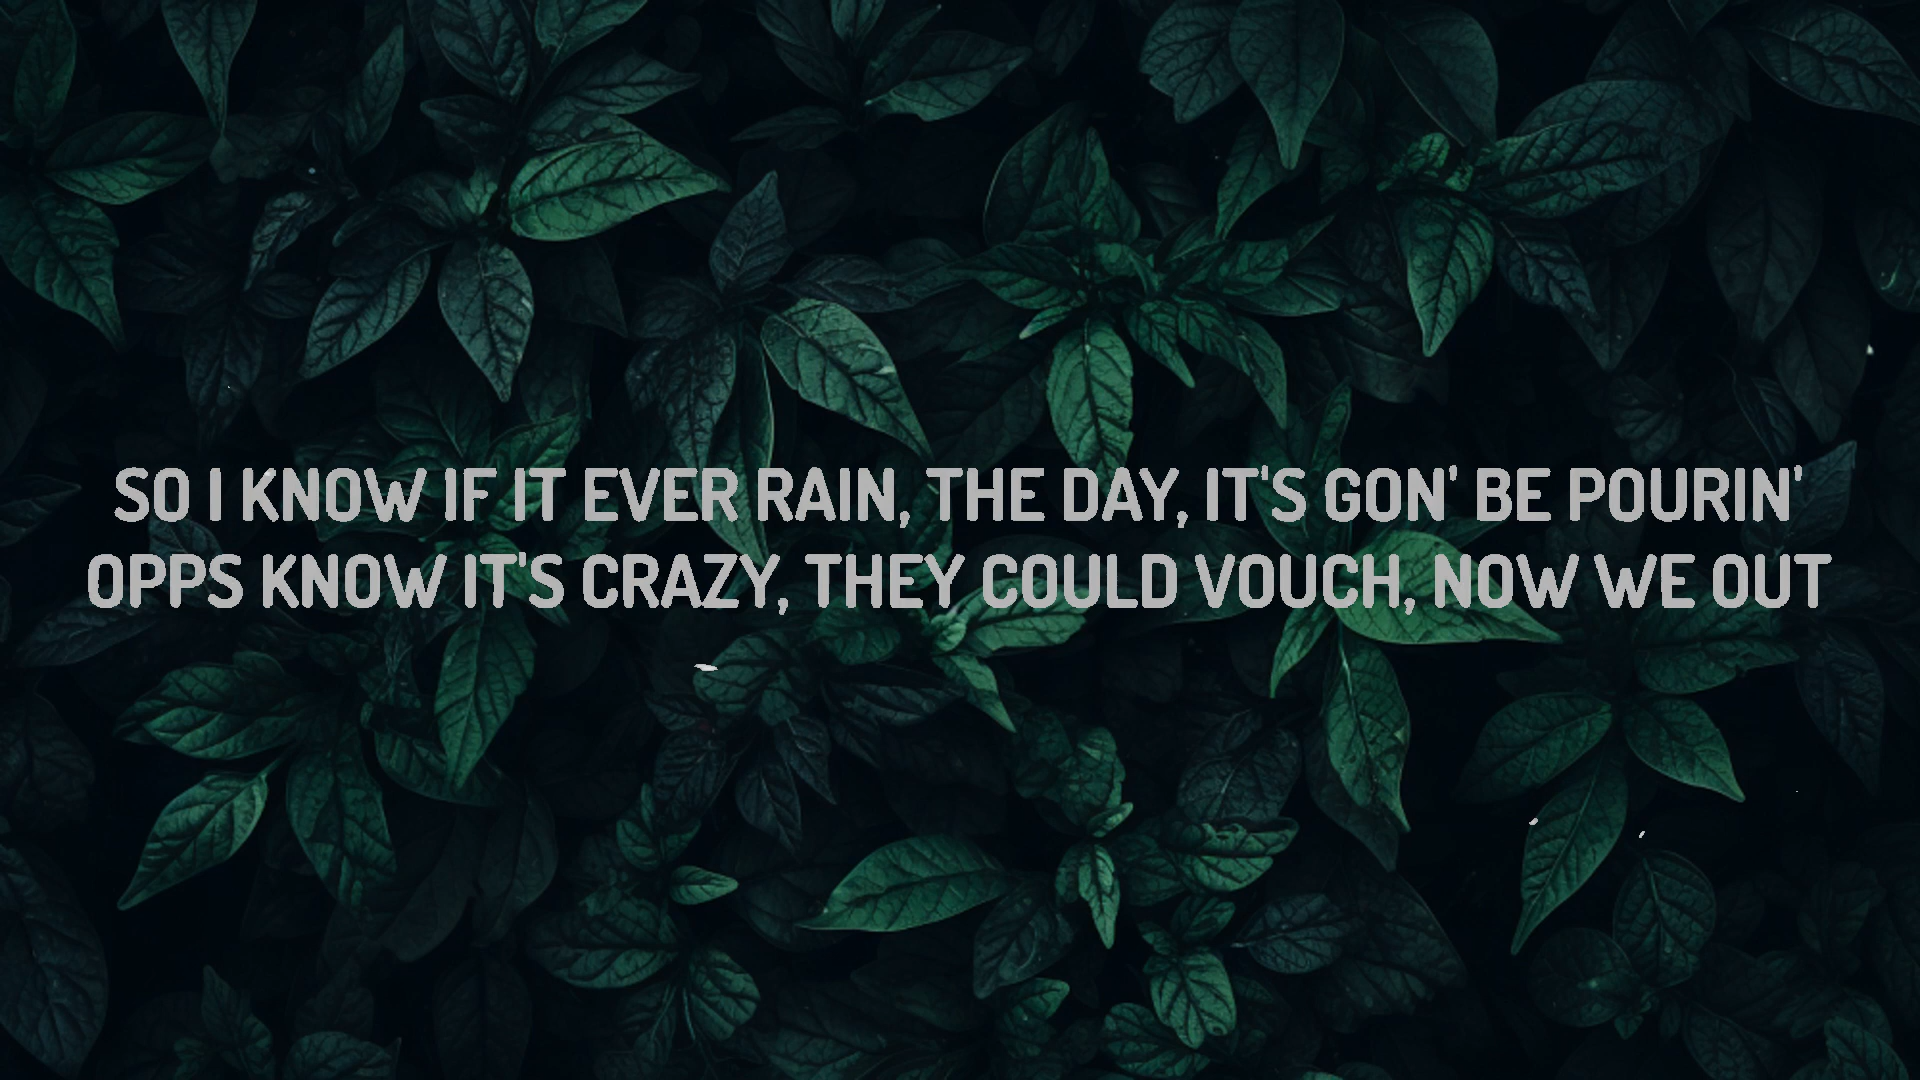 SO I KNOW IF IT EVER RAIN, THE DAY, IT'S GON' BE POURIN'
OPPS KNOW IT'S CRAZY, THEY COULD VOUCH, NOW WE OUT